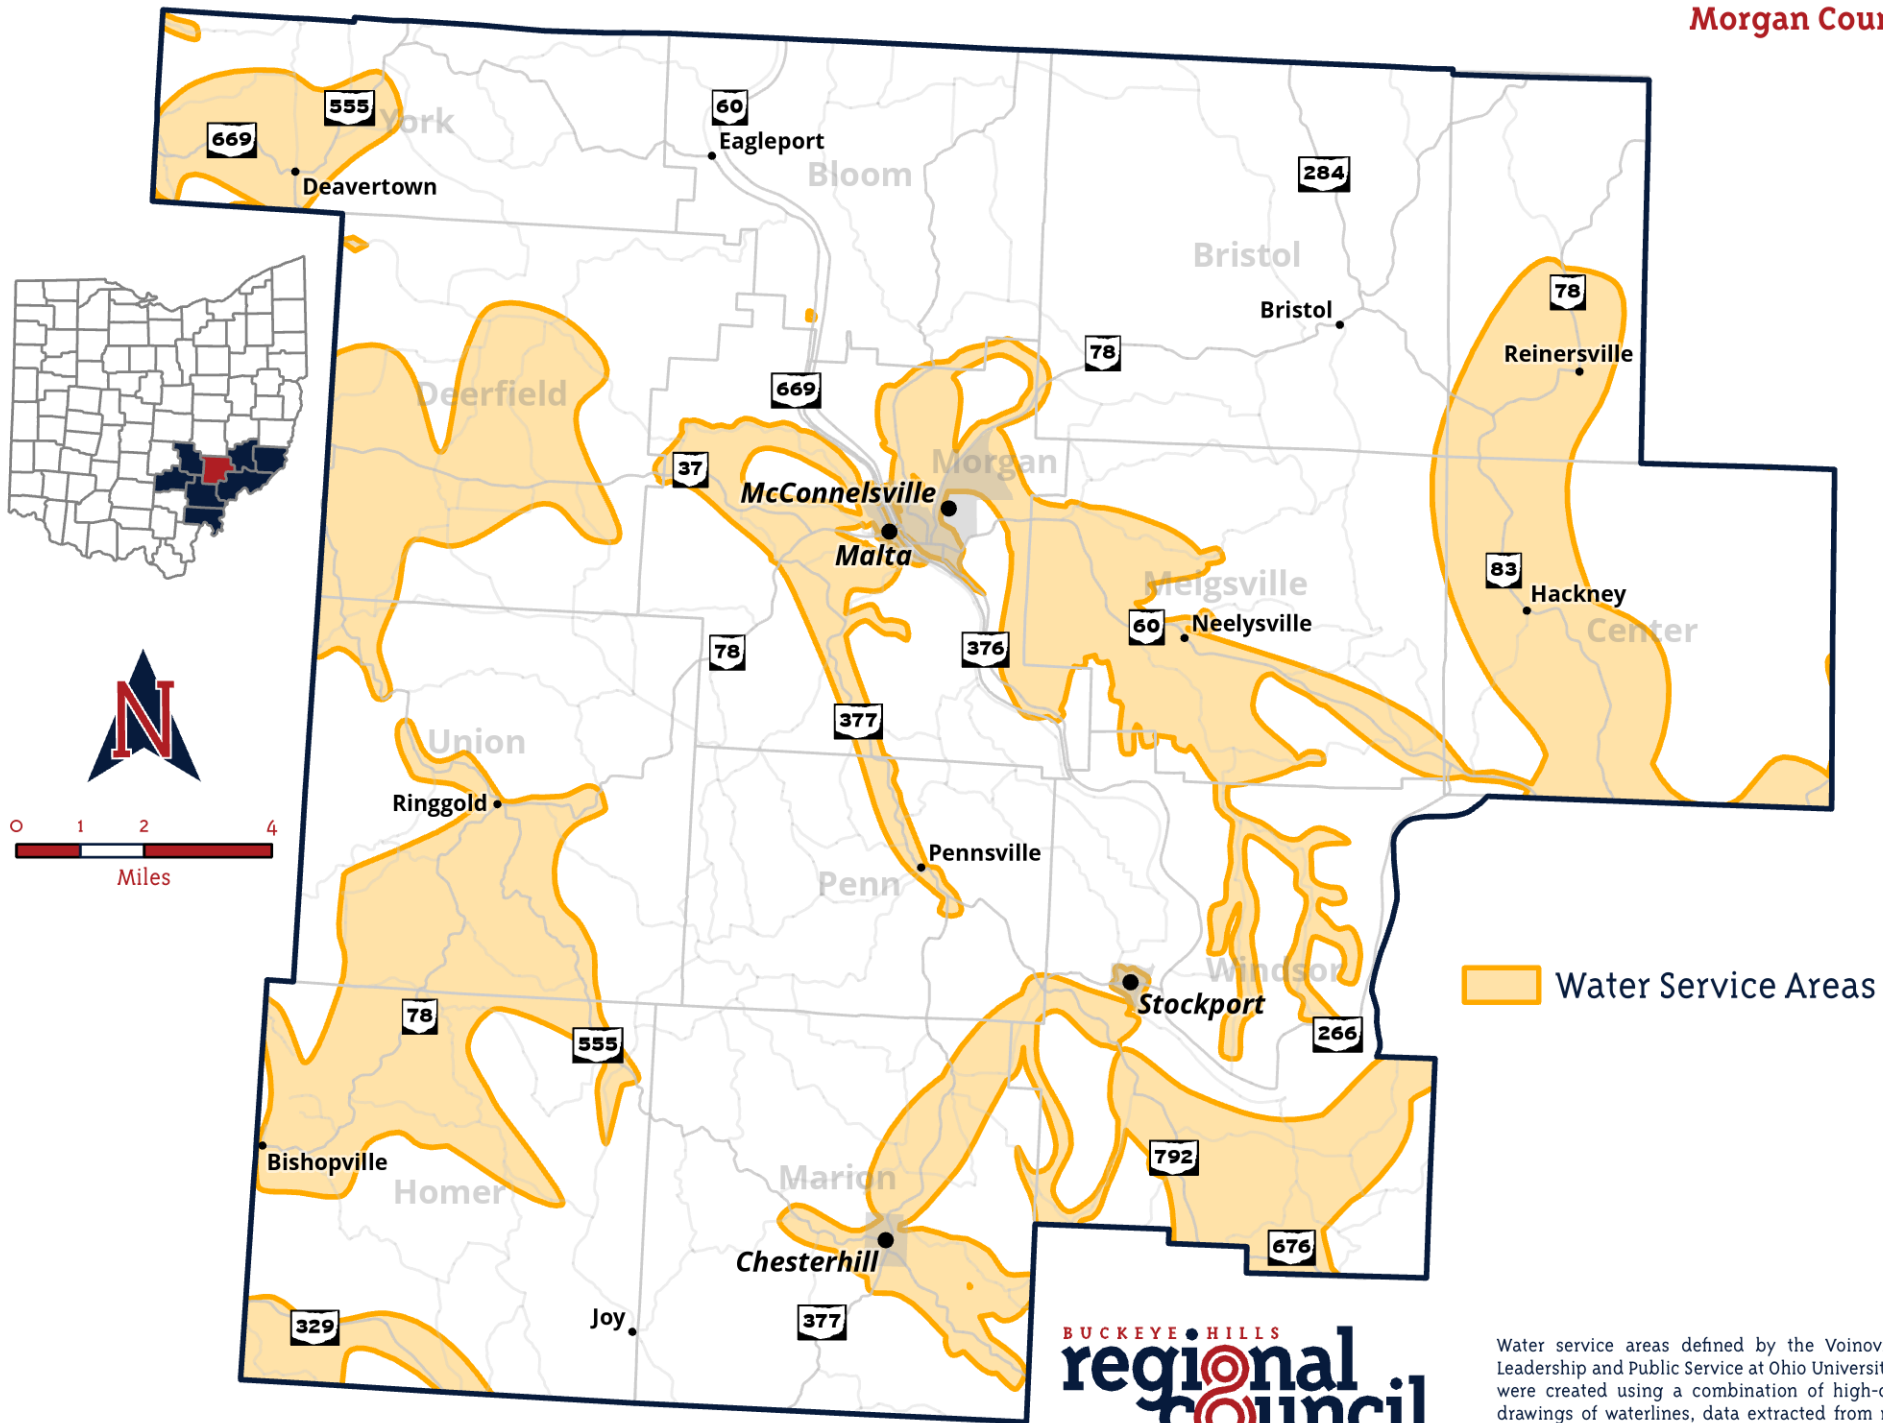 Morgan Coun
555
York
60
669
Eagleport
Bloom
284
Deavertown
Bristol
78
Bristol
78
Reinersville
669
Deerfield
37
Morgan
McConnelsville
Malta
83
Meigsville
Hackney
60
Neelysville
Center
78
376
377
Union
Ringgold
0 1 2 4
Miles
Pennsville
Penn
Windsor
Water Service Areas
Stockport
78
266
555
792
Bishopville
Marion
Homer
676
Chesterhill
Joy
377
329
BUCKEYE HILLS
regional
council
N
Water service areas defined by the Voinov
Leadership and Public Service at Ohio Universit
were created using a combination of high-
drawings of waterlines, data extracted from